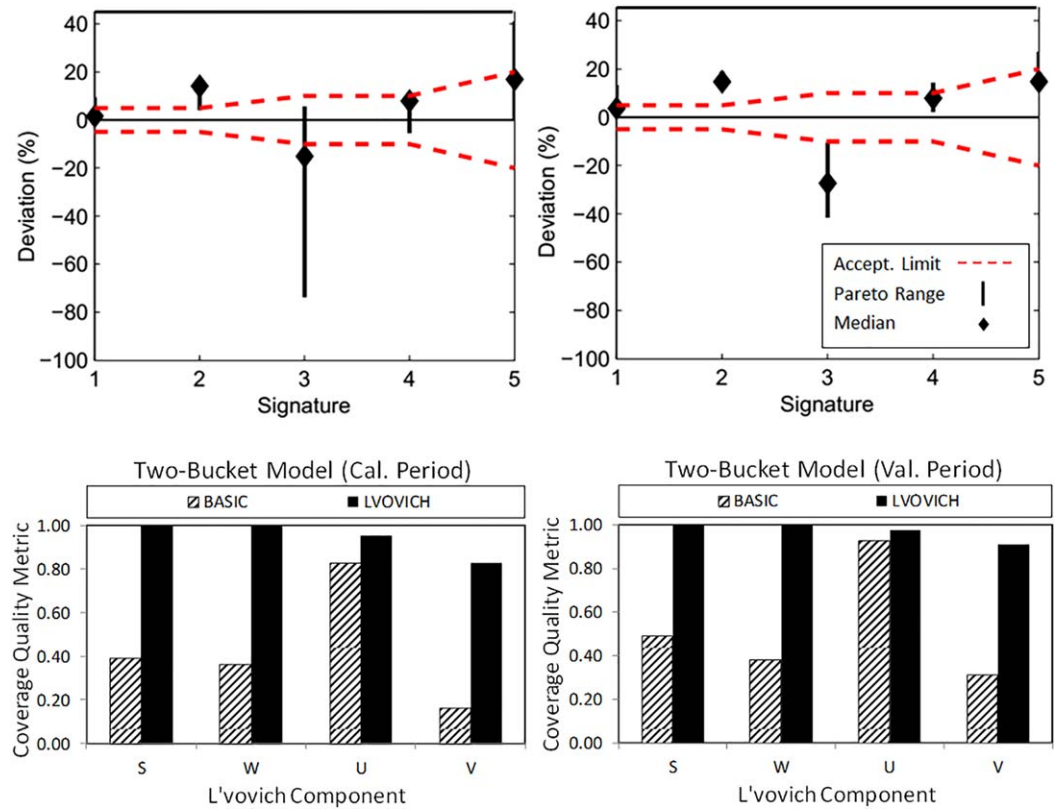 40
20
0
−20
−40
−60
−80
−100
Deviation (%)
1 2 3 4 5
Signature
40
20
0
−20
−40
−60
−80
−100
Deviation (%)
Accept. Limit
Pareto Range
Median
1 2 3 4 5
Signature
Two-Bucket Model (Cal. Period)
BASIC LVOVICH
1.00
0.80
0.60
0.40
0.20
0.00
Coverage Quality Metric
S W U V
L'vovich Component
Two-Bucket Model (Val. Period)
BASIC LVOVICH
1.00
0.80
0.60
0.40
0.20
0.00
Coverage Quality Metric
S W U V
L'vovich Component